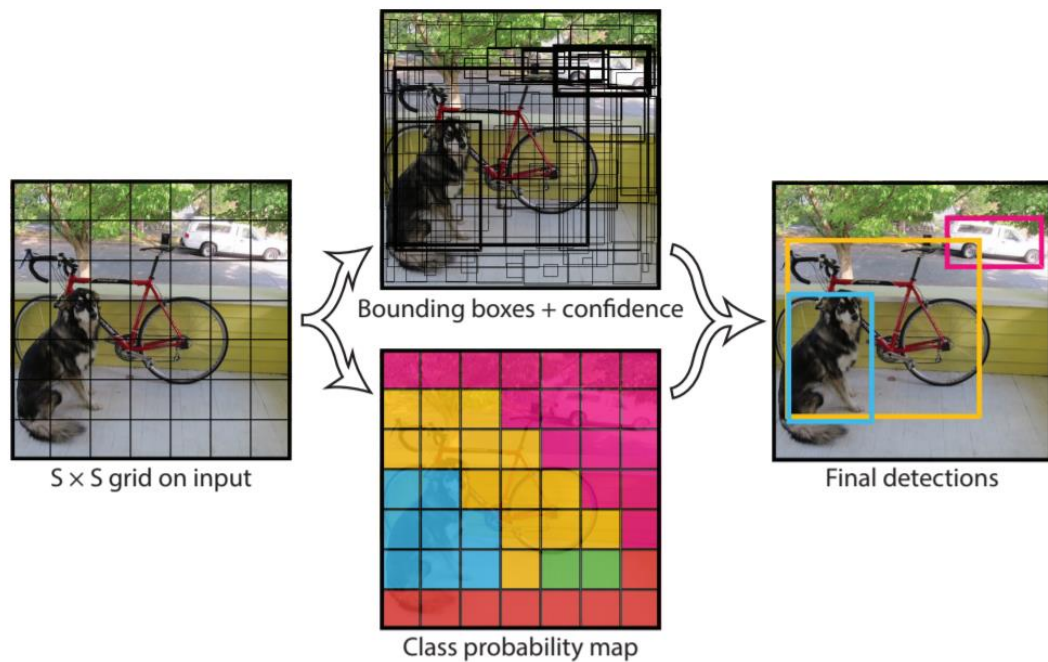 Bounding boxes + confidence
S × S grid on input
Final detections
Class probability map